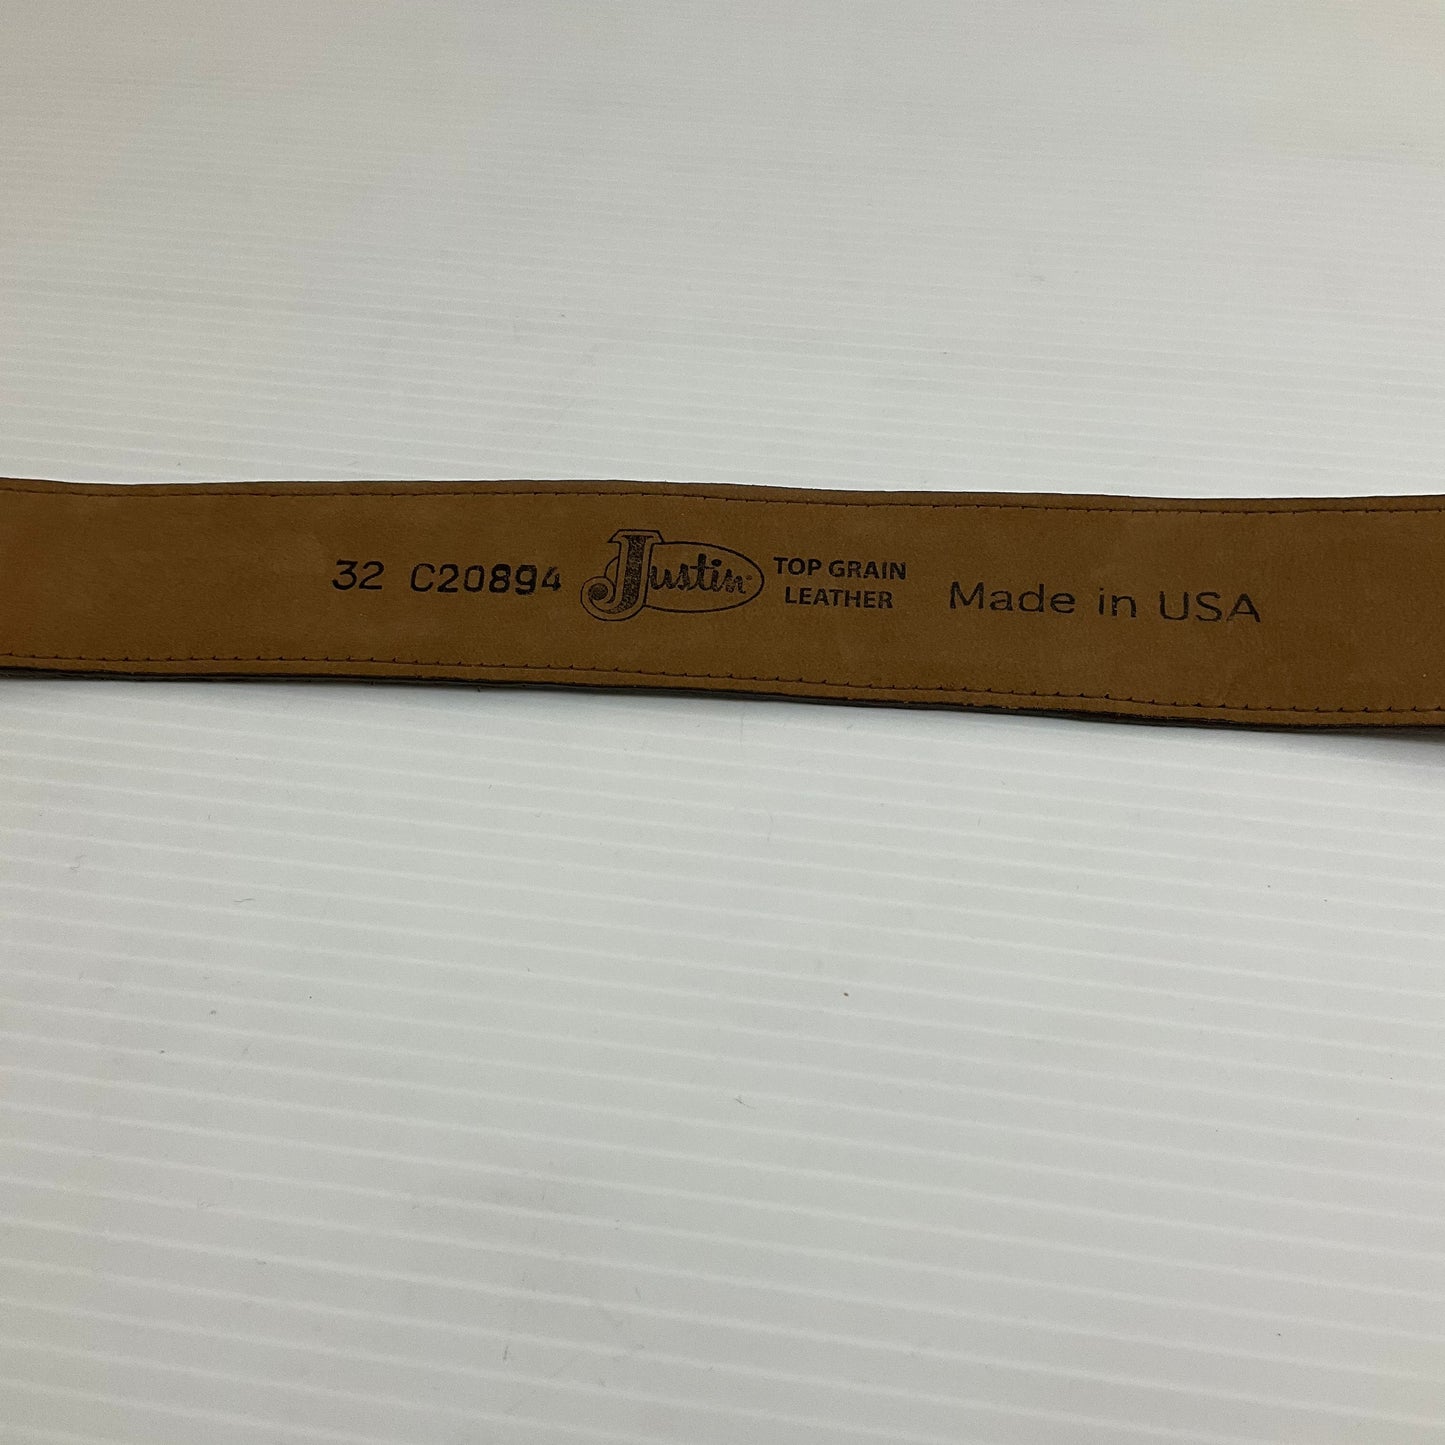 32 C20894 Justin TOP GRAIN LEATHER Made in USA